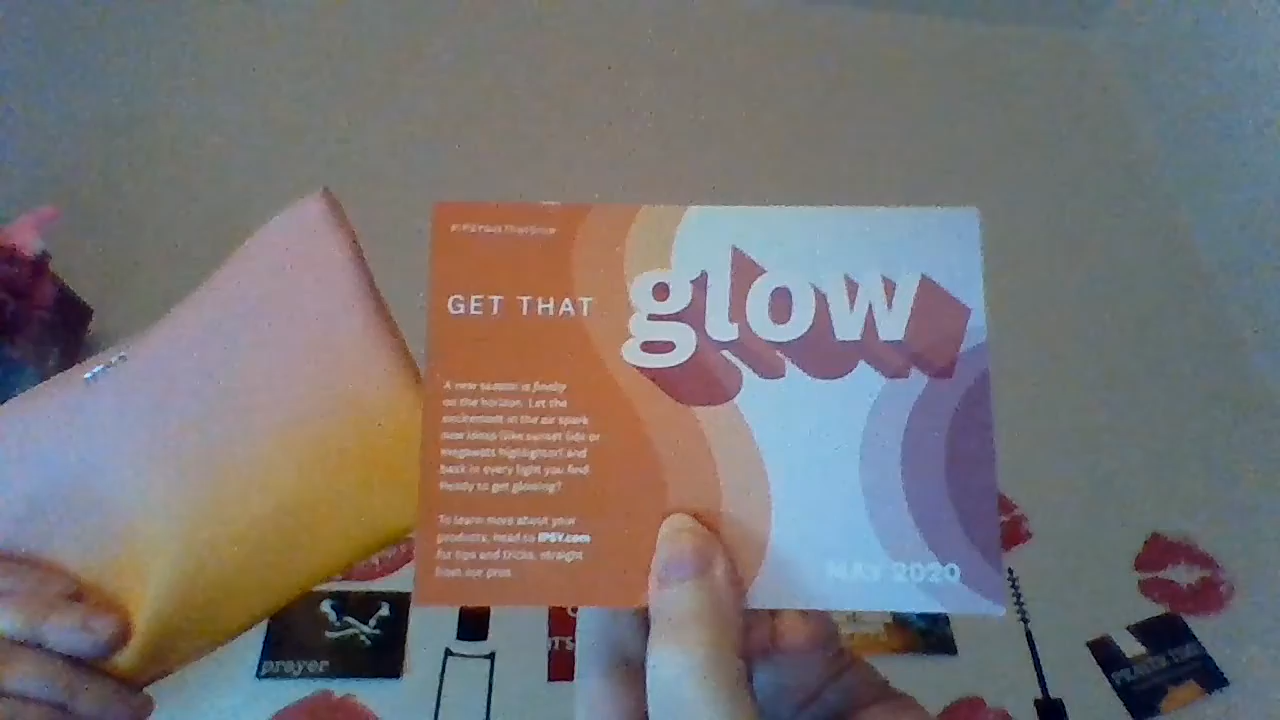 GET THAT
glow
A new season is finally
on the horizon. Let the
excitement in the air spark
new ideas (like sunset lids or
megawatt highlighter) and
bask in every light you find.
Ready to get glowing?
To learn more about your
products, head to IPSY.com
for tips and tricks, straight
from our pros.
MAY 2020
prayer
IT'S